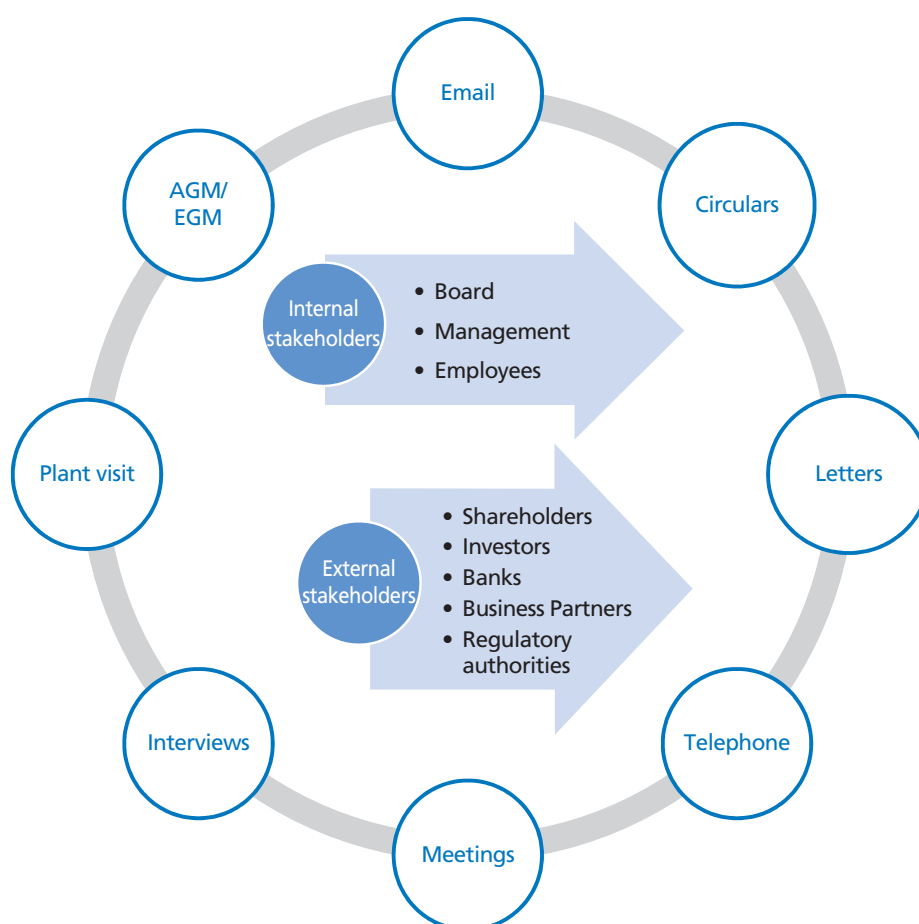 Email
AGM/
EGM
Circulars
Internal
stakeholders
• Board
• Management
• Employees
Plant visit
Letters
External
stakeholders
• Shareholders
• Investors
• Banks
• Business Partners
• Regulatory
authorities
Interviews
Telephone
Meetings